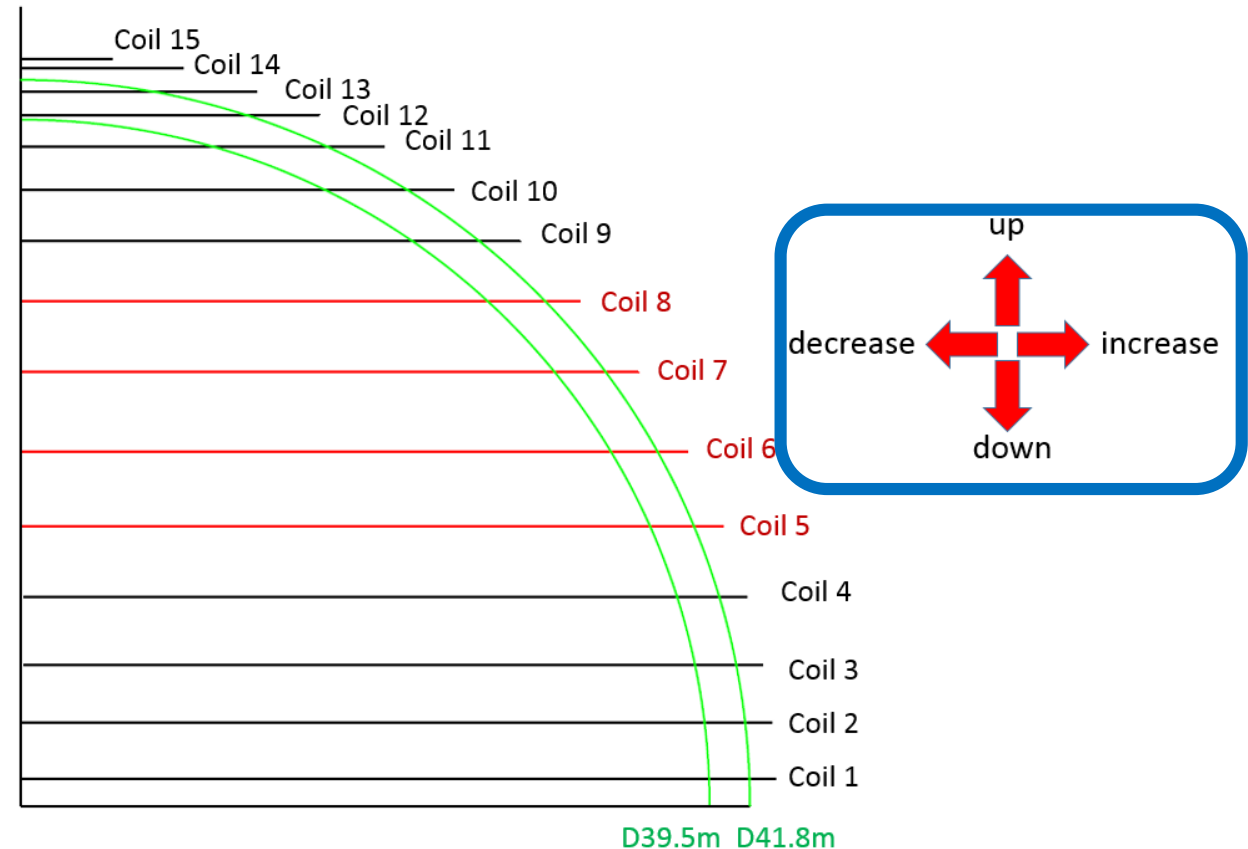 Coil 15
Coil 14
Coil 13
Coil 12
Coil 11
Coil 10
Coil 9
Coil 8
Coil 7
Coil 6
Coil 5
Coil 4
Coil 3
Coil 2
Coil 1
D39.5m D41.8m
up
decrease increase
down